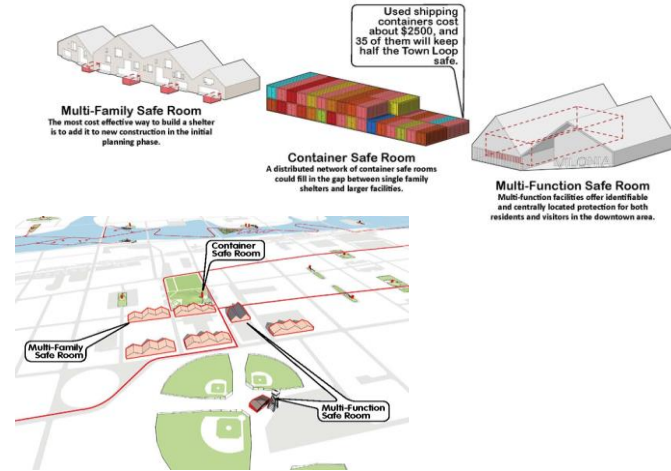 Used shipping
containers cost
about $2500, and
35 of them will keep
half the Town Loop
safe.
Multi-Family Safe Room
The most cost effective way to build a shelter
is to add it to new construction in the initial
planning phase.
Container Safe Room
A distributed network of container safe rooms
could fill in the gap between single family
shelters and larger facilities.
VILONIA
Multi-Function Safe Room
Multi-function facilities offer identifiable
and centrally located protection for both
residents and visitors in the downtown area.
Container
Safe Room
Multi-Family
Safe Room
Multi-Function
Safe Room